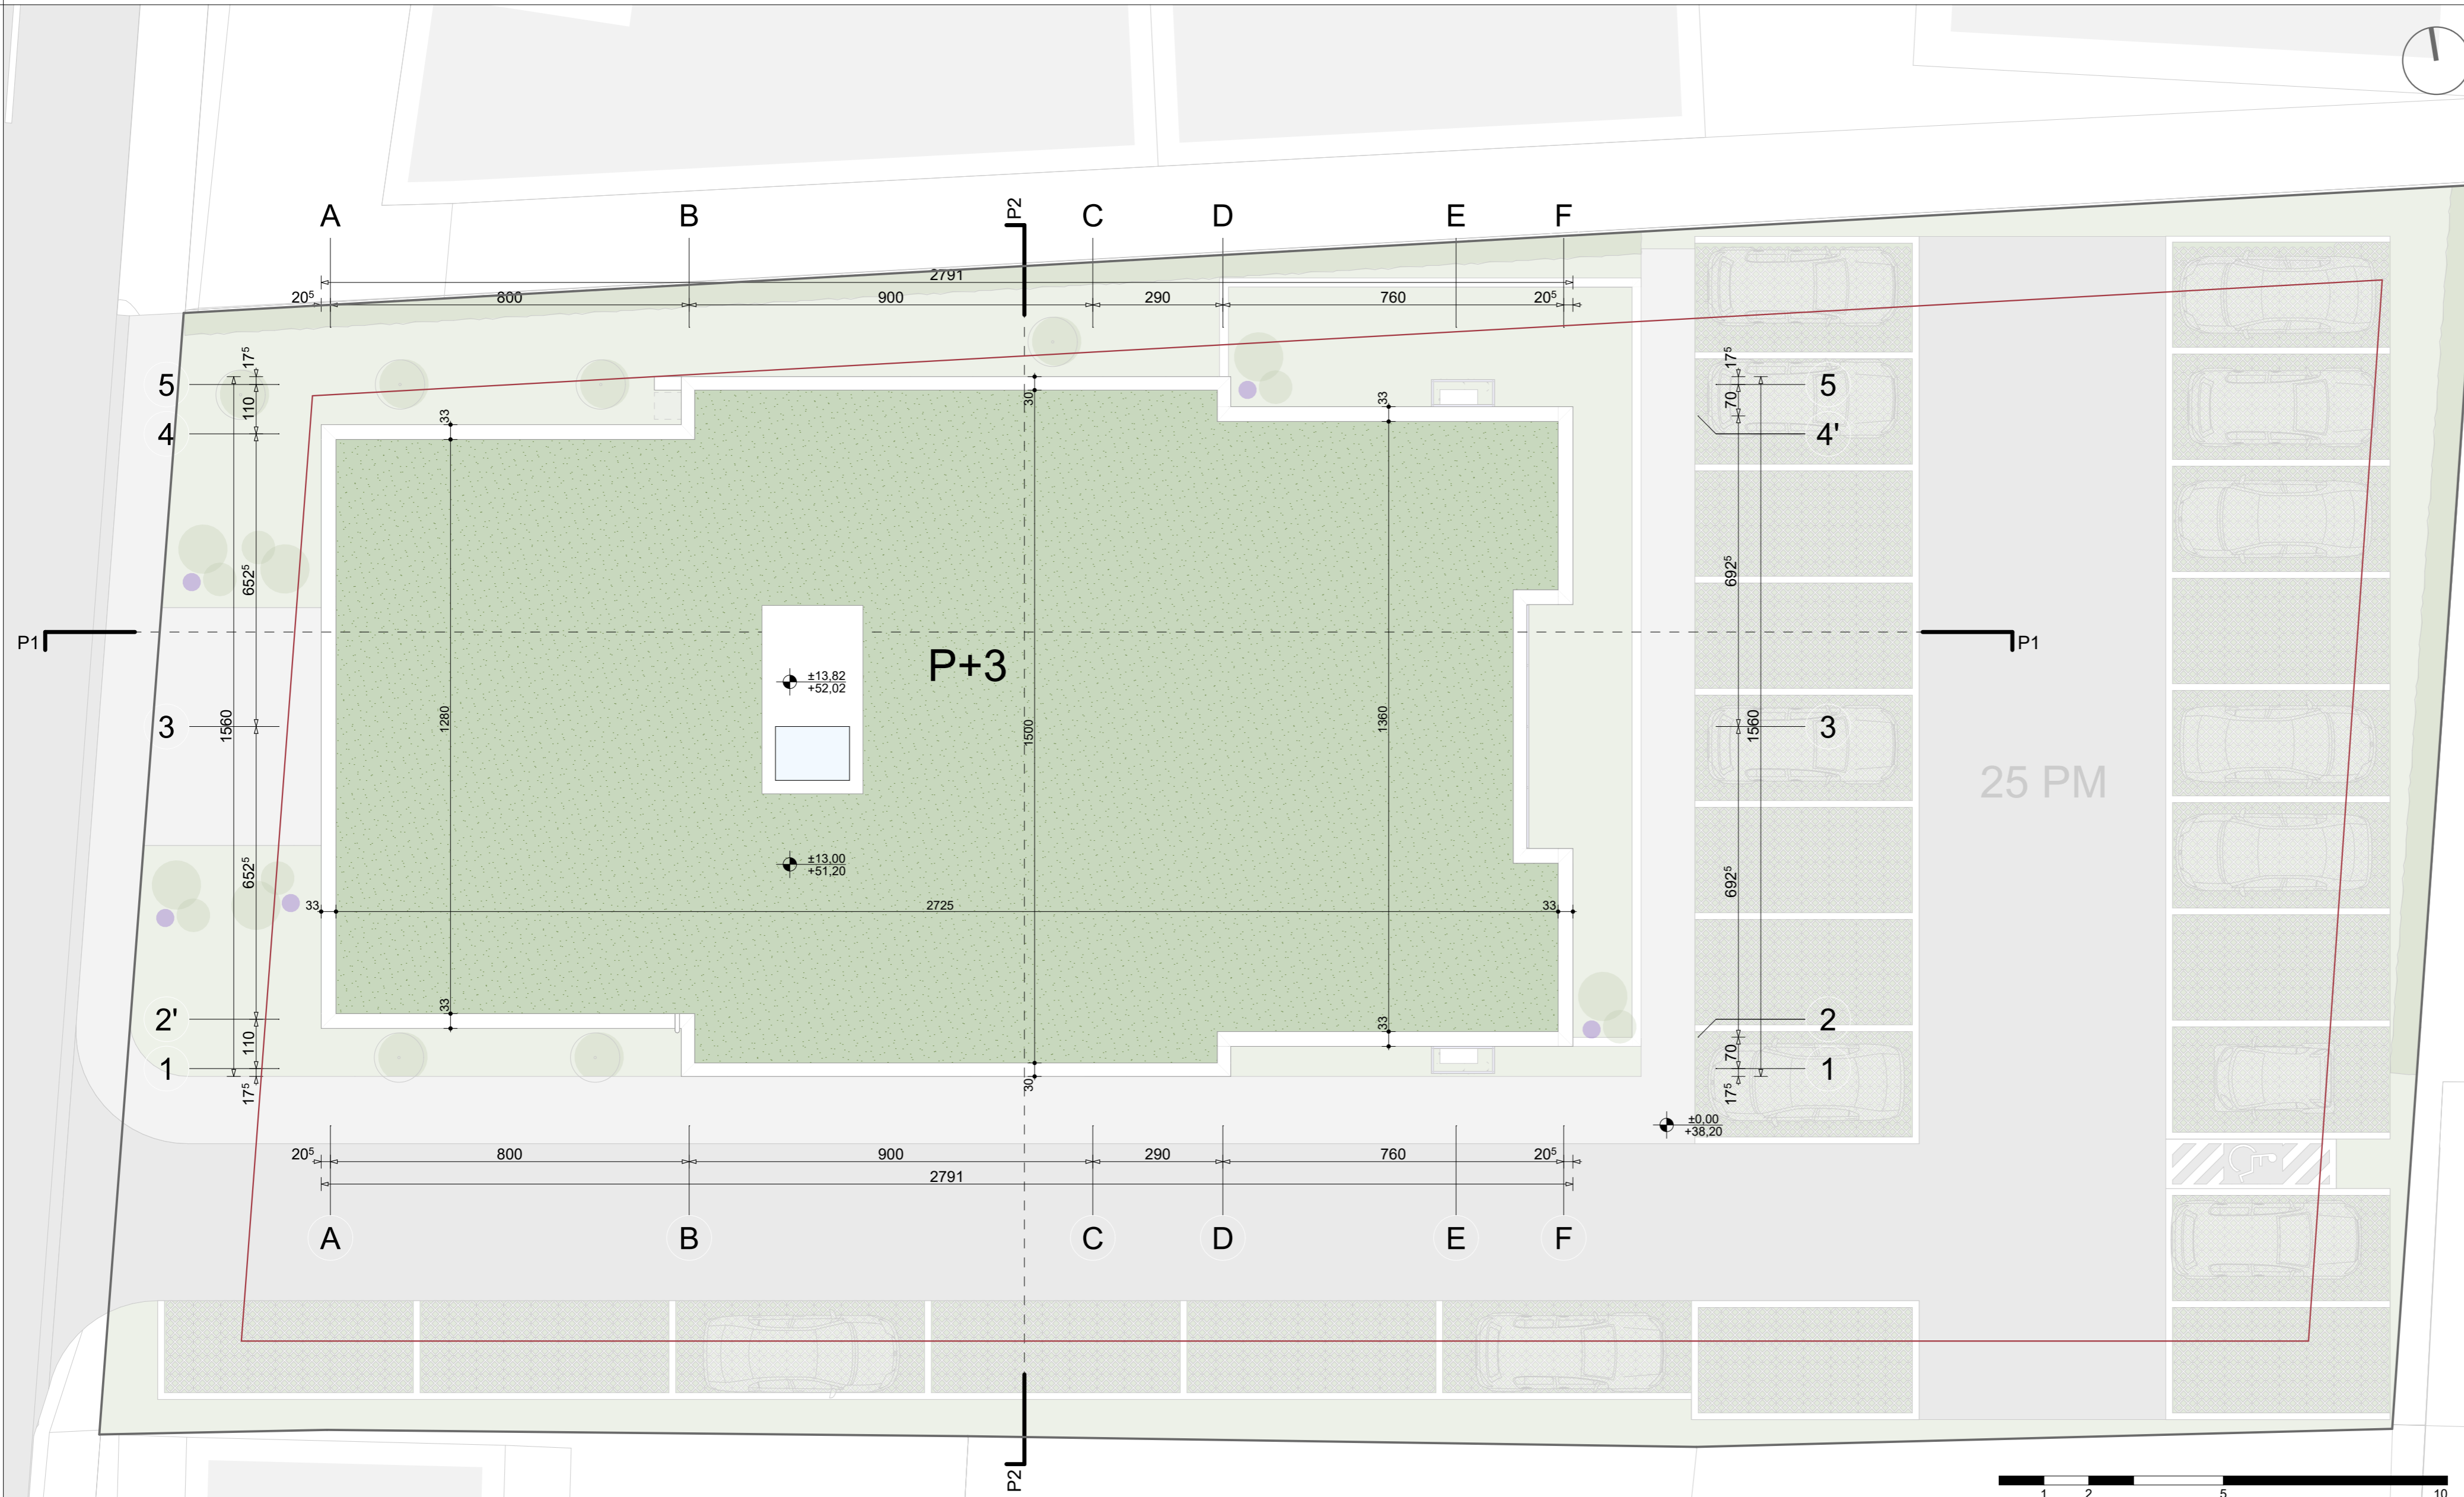 A B P2 C D E F
2791
20⁵ 800 900 290 760 20⁵
17⁵ 17⁵
5 5
110 33 30 33 70
4 4'
652⁵ 692⁵
P1 P+3 P1
±13,82
+52,02
3 1560 1280 1500 1360 1560 3
25 PM
±13,00
+51,20
652⁵ 692⁵
33 2725 33
33 33
2' 2
110 70
1 1
17⁵ 30 17⁵
±0,00
+38,20
20⁵ 800 900 290 760 20⁵
2791
A B C D E F
P2
1 2 5 10